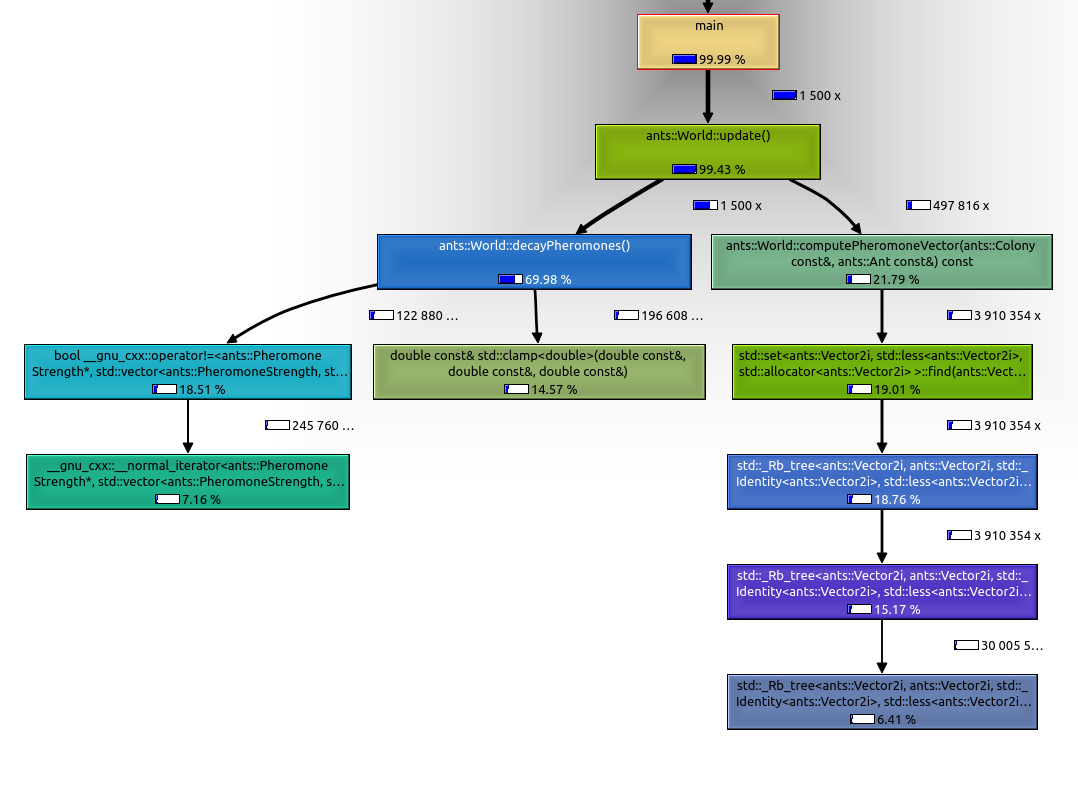 main
99.99 %
1 500 x
ants::World::update()
99.43 %
1 500 x
497 816 x
ants::World::decayPheromones()
69.98 %
ants::World::computePheromoneVector(ants::Colony
const&, ants::Ant const&) const
21.79 %
122 880 ...
196 608 ...
3 910 354 x
bool __gnu_cxx::operator!=<ants::Pheromone
Strength*, std::vector<ants::PheromoneStrength, st...
18.51 %
double const& std::clamp<double>(double const&,
double const&, double const&)
14.57 %
std::set<ants::Vector2i, std::less<ants::Vector2i>,
std::allocator<ants::Vector2i> >::find(ants::Vect...
19.01 %
245 760 ...
3 910 354 x
__gnu_cxx::__normal_iterator<ants::Pheromone
Strength*, std::vector<ants::PheromoneStrength, s...
7.16 %
std::_Rb_tree<ants::Vector2i, ants::Vector2i, std::_
Identity<ants::Vector2i>, std::less<ants::Vector2i...
18.76 %
3 910 354 x
std::_Rb_tree<ants::Vector2i, ants::Vector2i, std::_
Identity<ants::Vector2i>, std::less<ants::Vector2i...
15.17 %
30 005 5...
std::_Rb_tree<ants::Vector2i, ants::Vector2i, std::_
Identity<ants::Vector2i>, std::less<ants::Vector2i...
6.41 %